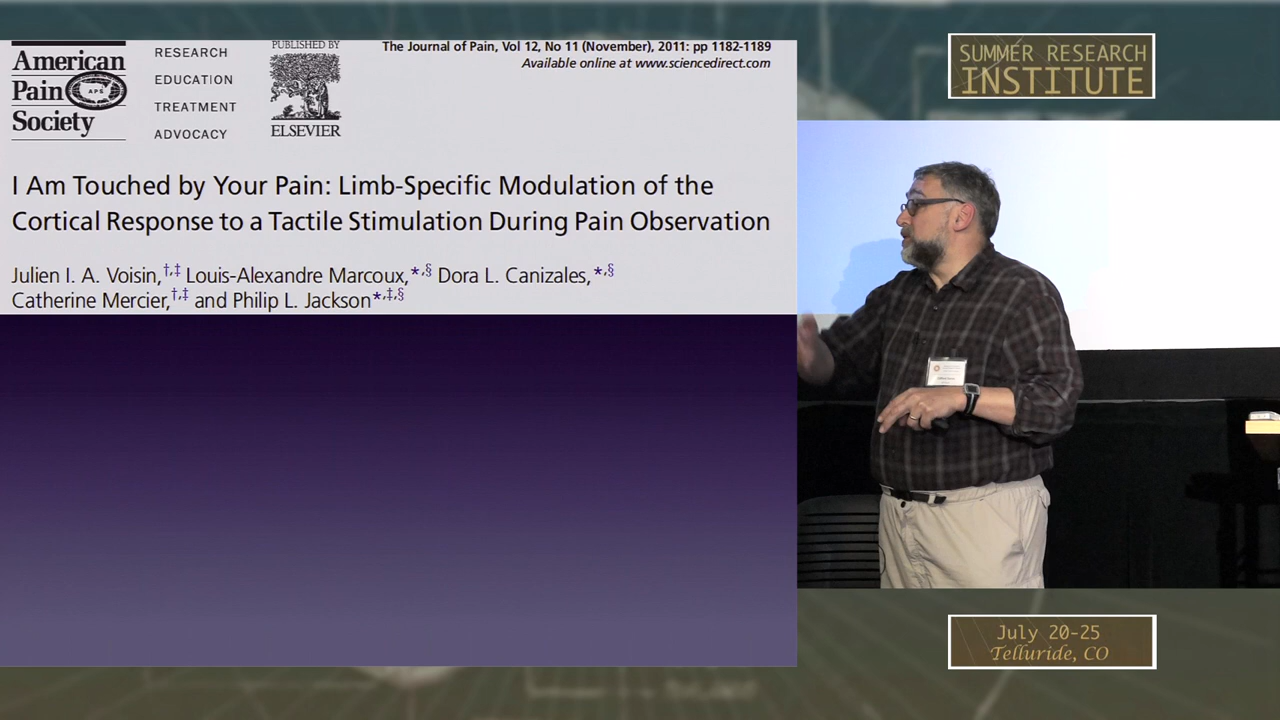 American
Pain
Society
APS
RESEARCH
EDUCATION
TREATMENT
ADVOCACY
PUBLISHED BY
ELSEVIER
The Journal of Pain, Vol 12, No 11 (November), 2011: pp 1182-1189
Available online at www.sciencedirect.com
I Am Touched by Your Pain: Limb-Specific Modulation of the
Cortical Response to a Tactile Stimulation During Pain Observation
Julien I. A. Voisin,†,‡ Louis-Alexandre Marcoux,*,§ Dora L. Canizales,*,§
Catherine Mercier,†,‡ and Philip L. Jackson*,‡,§
SUMMER RESEARCH
INSTITUTE
July 20-25
Telluride, CO